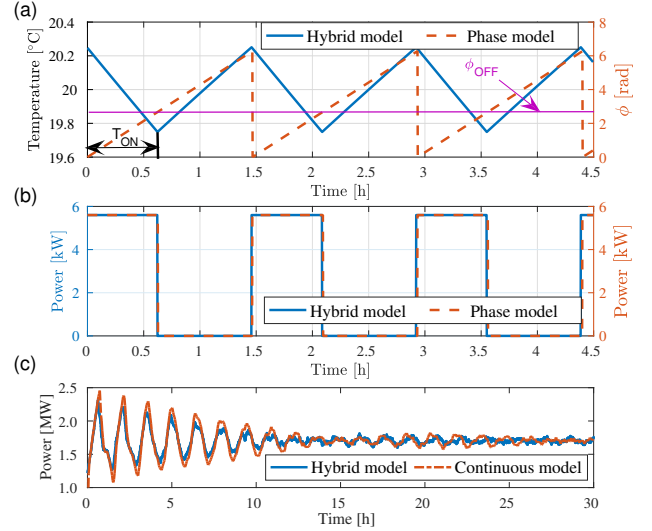 (a)
Temperature [°C]
20.4
20.2
20
19.8
19.6
Hybrid model
Phase model
ϕOFF
TON
8
6
4
2
0
ϕ [rad]
0 0.5 1 1.5 2 2.5 3 3.5 4 4.5
Time [h]
(b)
Power [kW]
6
4
2
0
Hybrid model
Phase model
6
4
2
0
Power [kW]
0 0.5 1 1.5 2 2.5 3 3.5 4 4.5
Time [h]
(c)
Power [MW]
2.5
2.0
1.5
1.0
Hybrid model
Continuous model
0 5 10 15 20 25 30
Time [h]